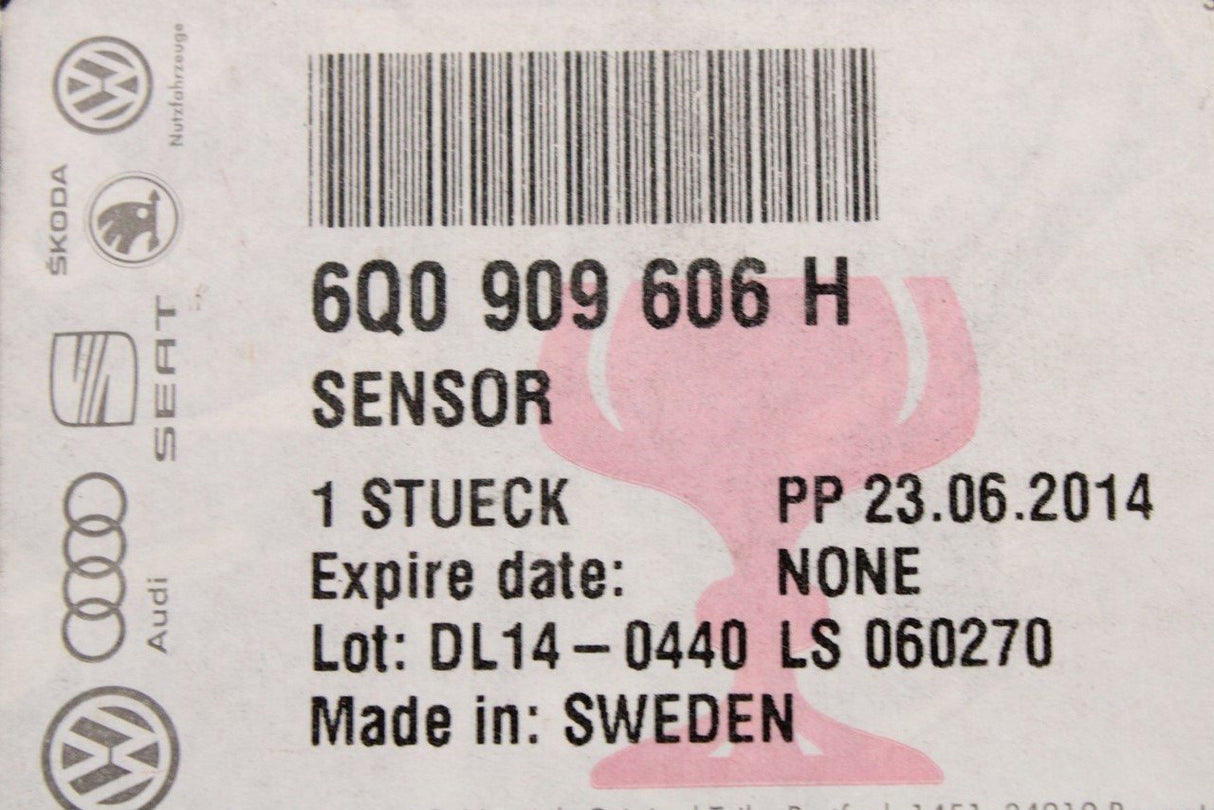 Nutzfahrzeuge
ŠKODA
SEAT
Audi
6Q0 909 606 H
SENSOR
1 STUECK PP 23.06.2014
Expire date: NONE
Lot: DL14-0440 LS 060270
Made in: SWEDEN